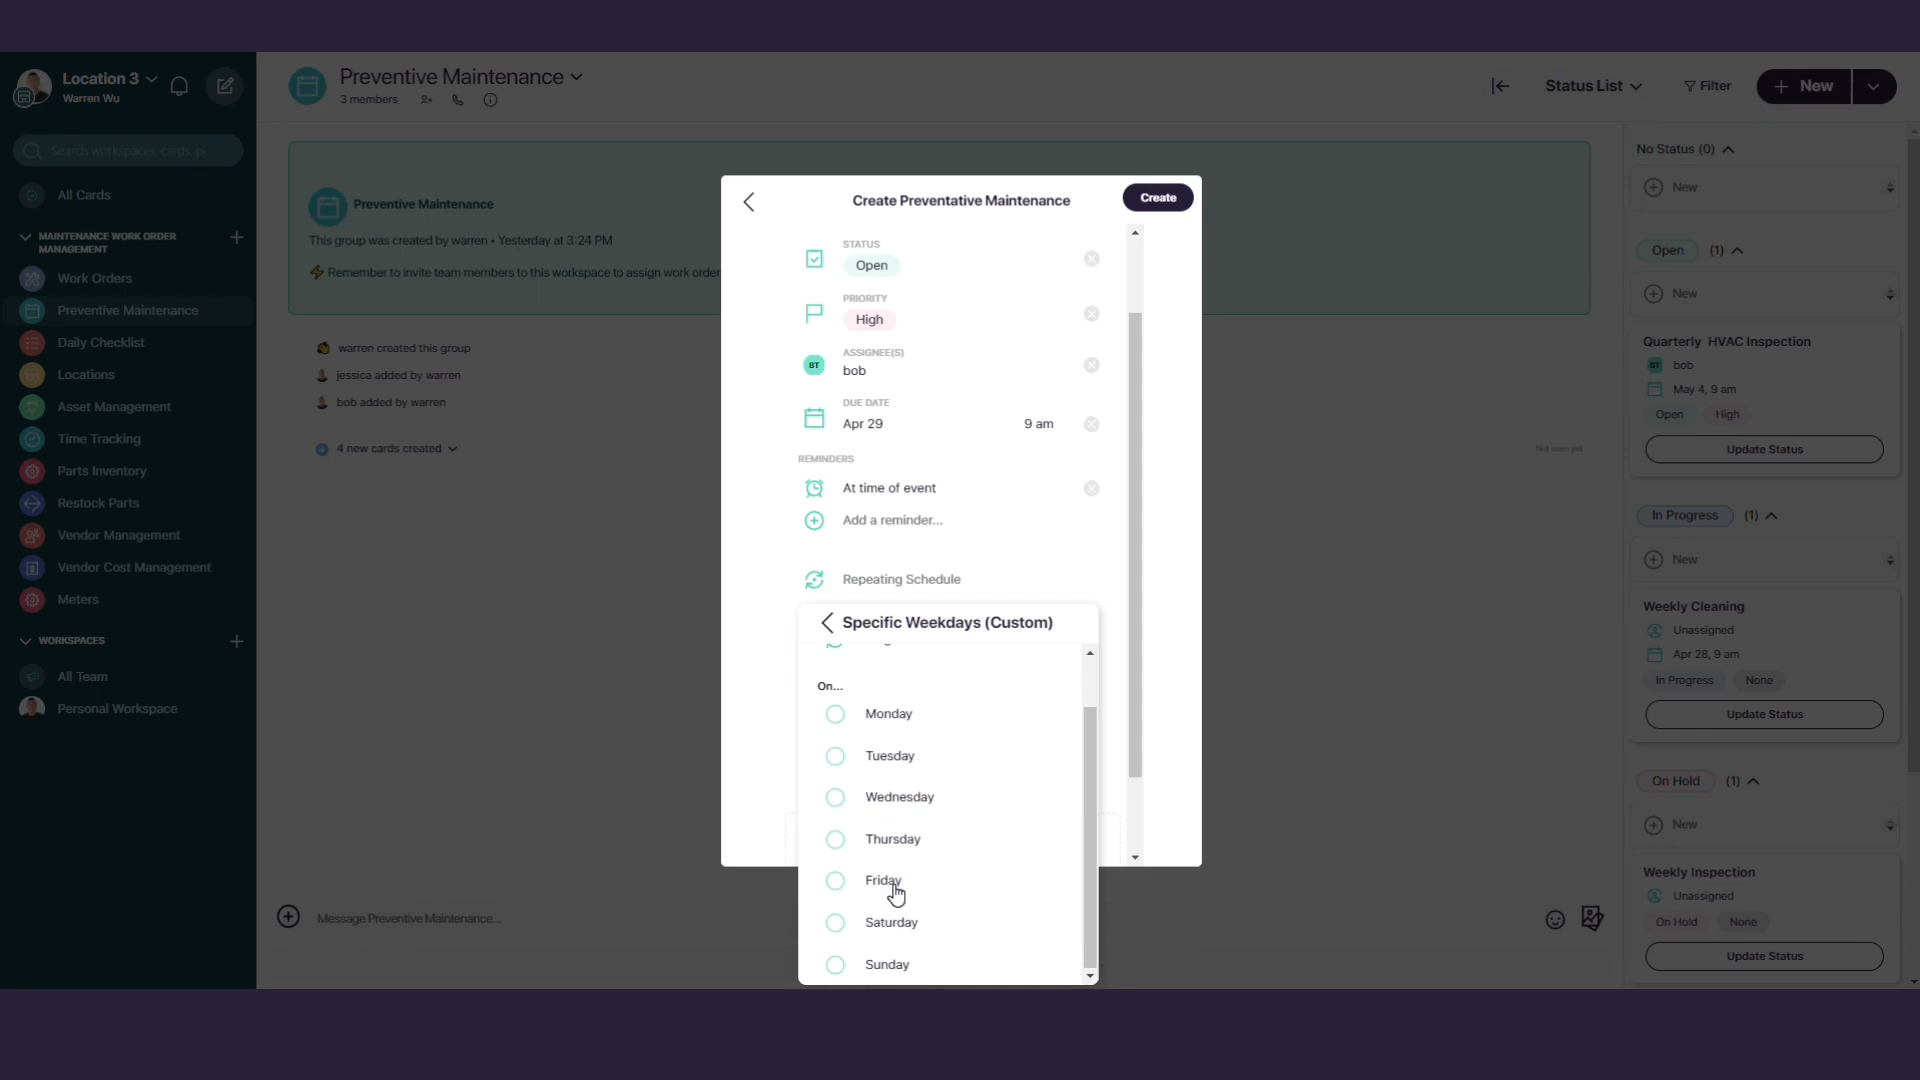 Location 3
Warren Wu
Search workspaces, cards, p
All Cards
MAINTENANCE WORK ORDER
MANAGEMENT
Work Orders
Preventive Maintenance
Daily Checklist
Locations
Asset Management
Time Tracking
Parts Inventory
Restock Parts
Vendor Management
Vendor Cost Management
Meters
WORKSPACES
All Team
Personal Workspace
Preventive Maintenance
3 members
Status List
Filter
New
Preventive Maintenance
This group was created by warren • Yesterday at 3:24 PM
Remember to invite team members to this workspace to assign work order
warren created this group
jessica added by warren
bob added by warren
4 new cards created
Not seen yet
Message Preventive Maintenance...
Create Preventative Maintenance
Create
STATUS
Open
PRIORITY
High
ASSIGNEE(S)
BT
bob
DUE DATE
Apr 29
9 am
REMINDERS
At time of event
Add a reminder...
Repeating Schedule
Specific Weekdays (Custom)
On...
Monday
Tuesday
Wednesday
Thursday
Friday
Saturday
Sunday
No Status (0)
New
Open (1)
New
Quarterly HVAC Inspection
BT bob
May 4, 9 am
Open High
Update Status
In Progress (1)
New
Weekly Cleaning
Unassigned
Apr 28, 9 am
In Progress None
Update Status
On Hold (1)
New
Weekly Inspection
Unassigned
On Hold None
Update Status